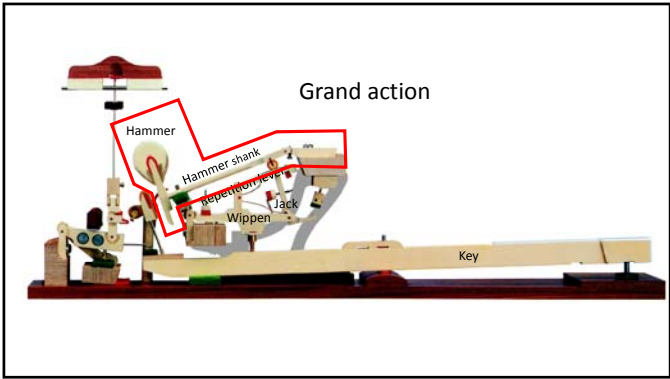 Grand action
Hammer
Hammer shank
Repetition lever
Jack
Wippen
Key